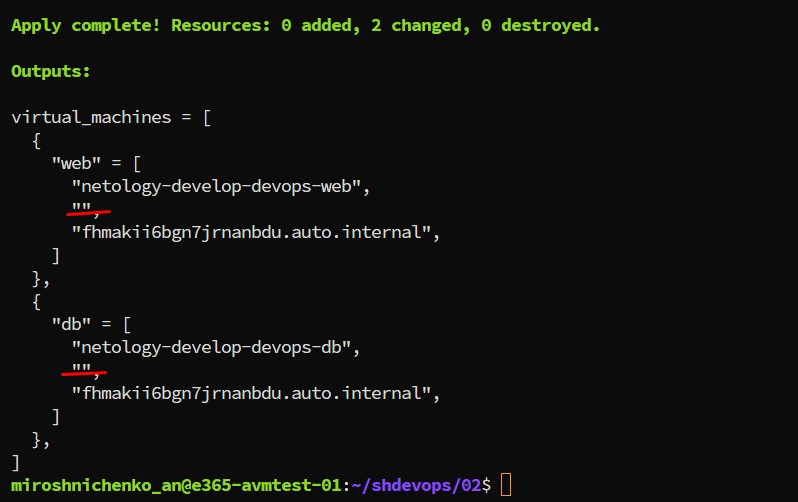 Apply complete! Resources: 0 added, 2 changed, 0 destroyed.
Outputs:
virtual_machines = [
{
"web" = [
"netology-develop-devops-web",
"",
"fhmakii6bgn7jrnanbdu.auto.internal",
]
},
{
"db" = [
"netology-develop-devops-db",
"",
"fhmakii6bgn7jrnanbdu.auto.internal",
]
},
]
miroshnichenko_an@e365-avmtest-01:~/shdevops/02$